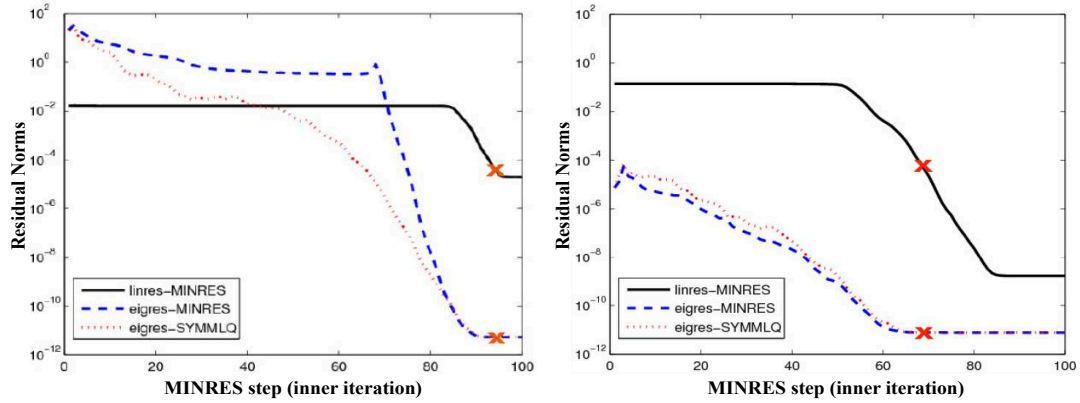 Residual Norms
10^2
10^0
10^-2
10^-4
10^-6
10^-8
10^-10
10^-12
linres-MINRES
eigres-MINRES
eigres-SYMMLQ
0 20 40 60 80 100
MINRES step (inner iteration)
Residual Norms
10^2
10^0
10^-2
10^-4
10^-6
10^-8
10^-10
10^-12
linres-MINRES
eigres-MINRES
eigres-SYMMLQ
0 20 40 60 80 100
MINRES step (inner iteration)